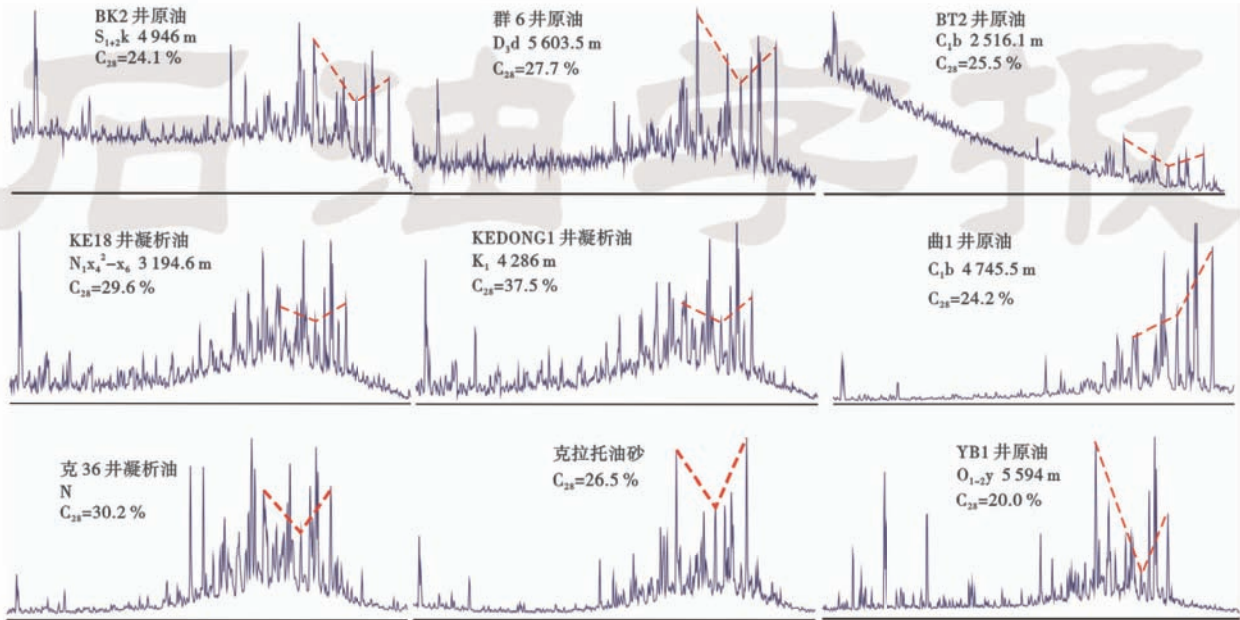 BK2 井原油
S₁₊₂k 4 946 m
C₂₈=24.1 %
群 6 井原油
D₃d 5 603.5 m
C₂₈=27.7 %
BT2 井原油
C₁b 2 516.1 m
C₂₈=25.5 %
石油学报
KE18 井凝析油
N₁x₄²-x₆ 3 194.6 m
C₂₈=29.6 %
KEDONG1 井凝析油
K₁ 4 286 m
C₂₈=37.5 %
曲1 井原油
C₁b 4 745.5 m
C₂₈=24.2 %
克 36 井凝析油
N
C₂₈=30.2 %
克拉托油砂
C₂₈=26.5 %
YB1 井原油
O₁₋₂y 5 594 m
C₂₈=20.0 %